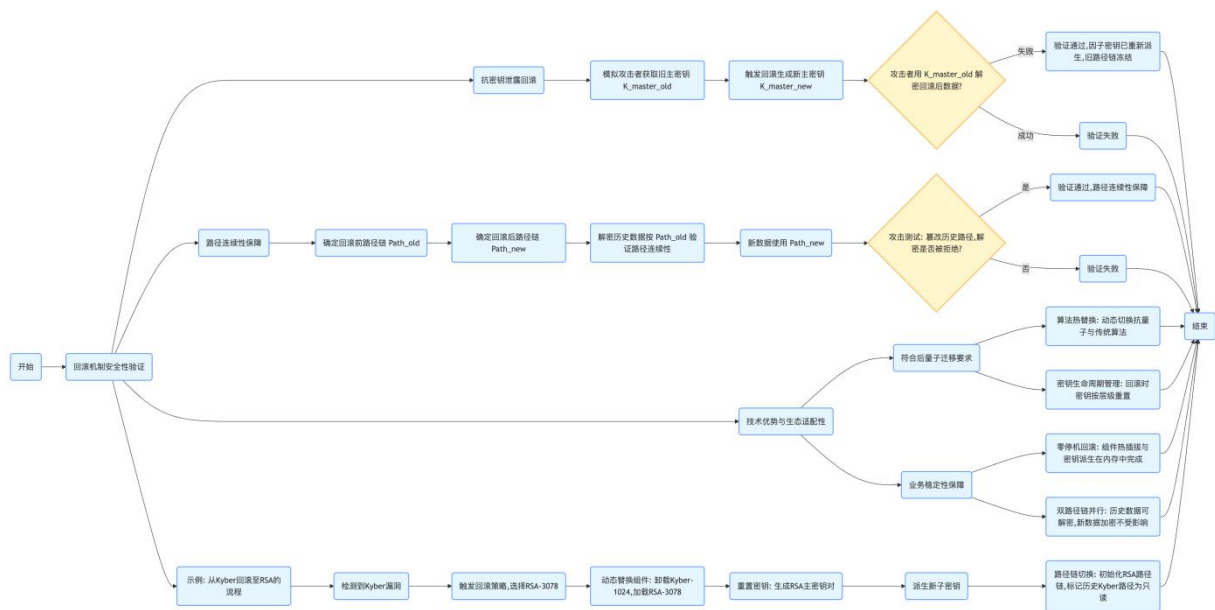 开始
回滚机制安全性验证
抗密钥泄露回滚
模拟攻击者获取旧主密钥
K_master_old
触发回滚生成新主密钥
K_master_new
攻击者用 K_master_old 解
密回滚后数据?
失败
验证通过,因子密钥已重新派
生,旧路径链冻结
成功
验证失败
路径连续性保障
确定回滚前路径链 Path_old
确定回滚后路径链
Path_new
解密历史数据按 Path_old 验
证路径连续性
新数据使用 Path_new
攻击测试: 篡改历史路径,解
密是否被拒绝?
是
验证通过,路径连续性保障
否
验证失败
技术优势与生态适配性
符合后量子迁移要求
算法热替换: 动态切换抗量
子与传统算法
密钥生命周期管理: 回滚时
密钥按层级重置
业务稳定性保障
零停机回滚: 组件热插拔与
密钥派生在内存中完成
双路径链并行: 历史数据可
解密,新数据加密不受影响
示例: 从Kyber回滚至RSA的
流程
检测到Kyber漏洞
触发回滚策略,选择RSA-3078
动态替换组件: 卸载Kyber-
1024,加载RSA-3078
重置密钥: 生成RSA主密钥对
派生新子密钥
路径链切换: 初始化RSA路径
链,标记历史Kyber路径为只
读
结束